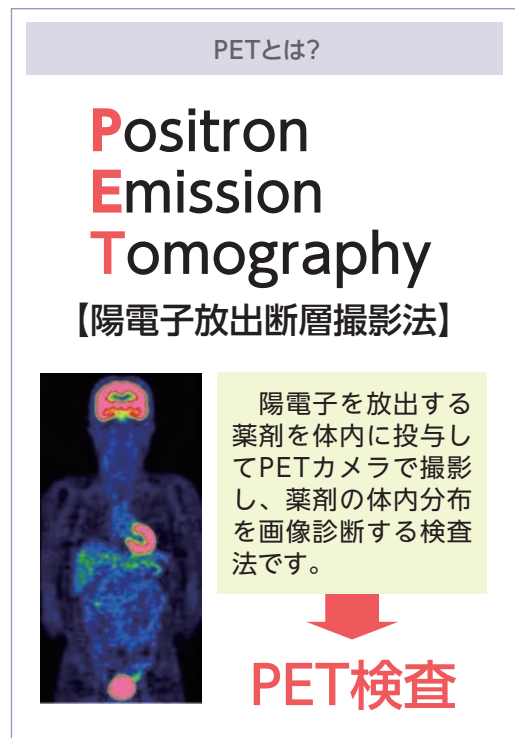 PETとは?
Positron
Emission
Tomography
【陽電子放出断層撮影法】
陽電子を放出する
薬剤を体内に投与し
てPETカメラで撮影
し、薬剤の体内分布
を画像診断する検査
法です。
PET検査